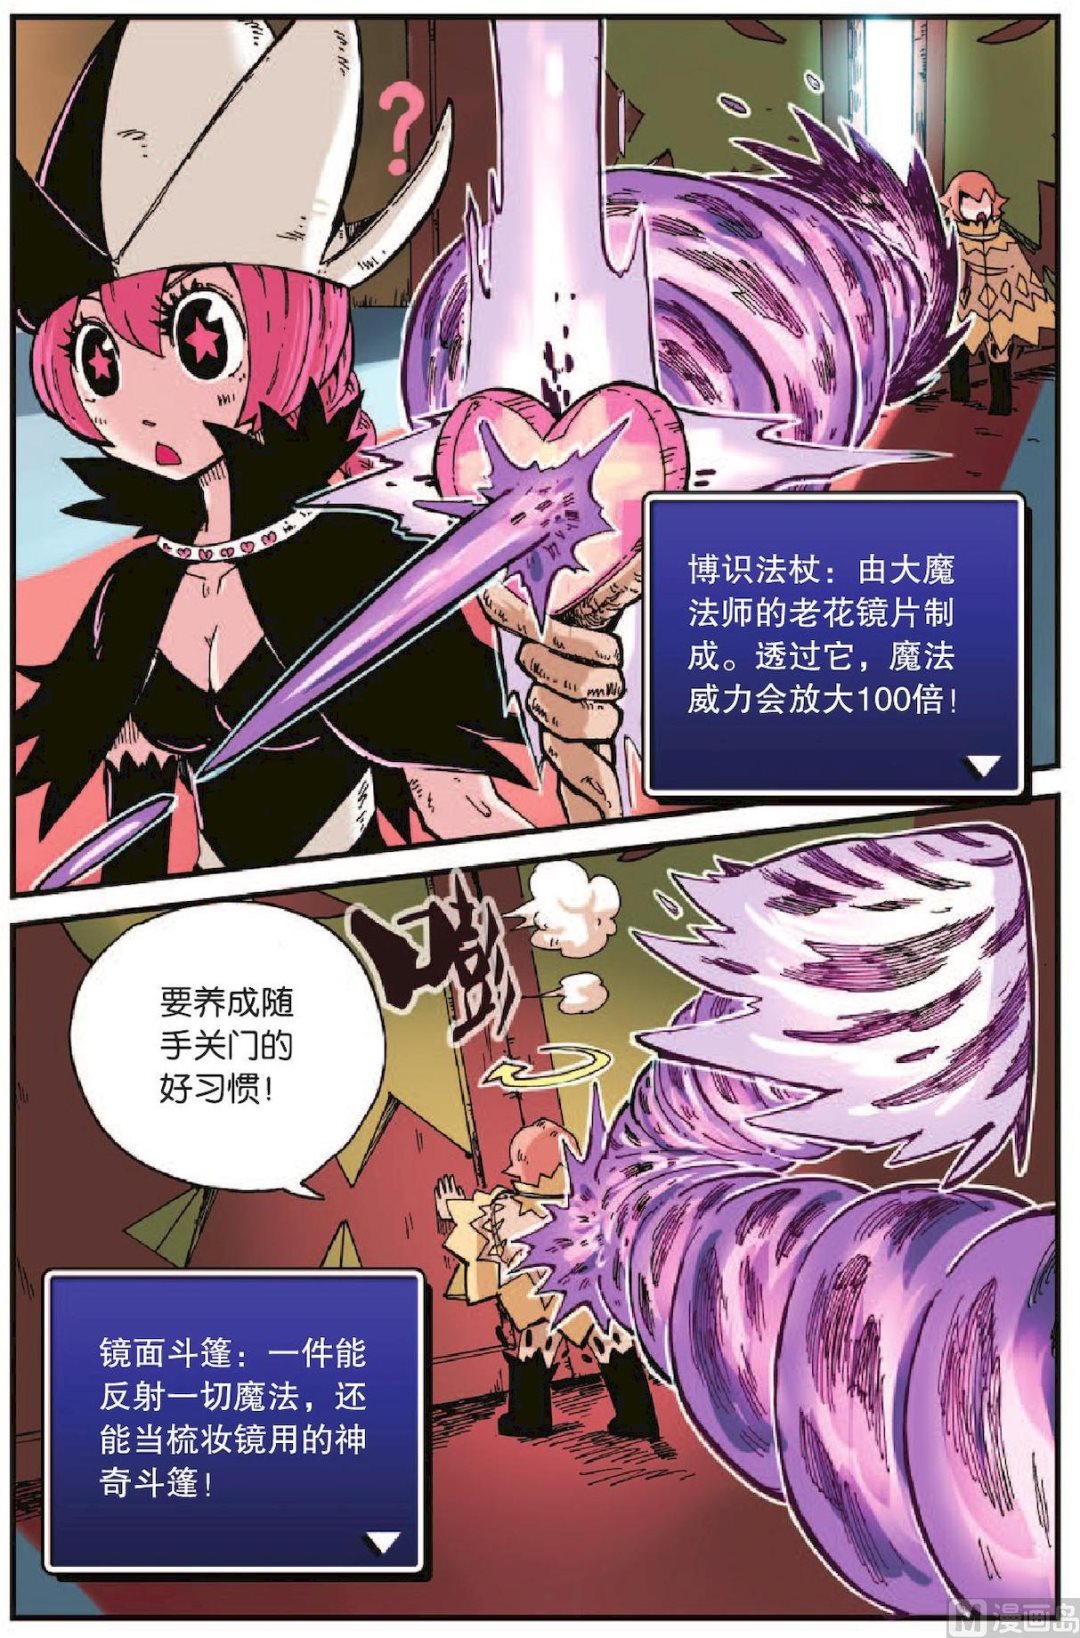 ?
博识法杖：由大魔
法师的老花镜片制
成。透过它，魔法
威力会放大100倍！
嘭
要养成随
手关门的
好习惯！
镜面斗篷：一件能
反射一切魔法，还
能当梳妆镜用的神
奇斗篷！
M 漫画岛